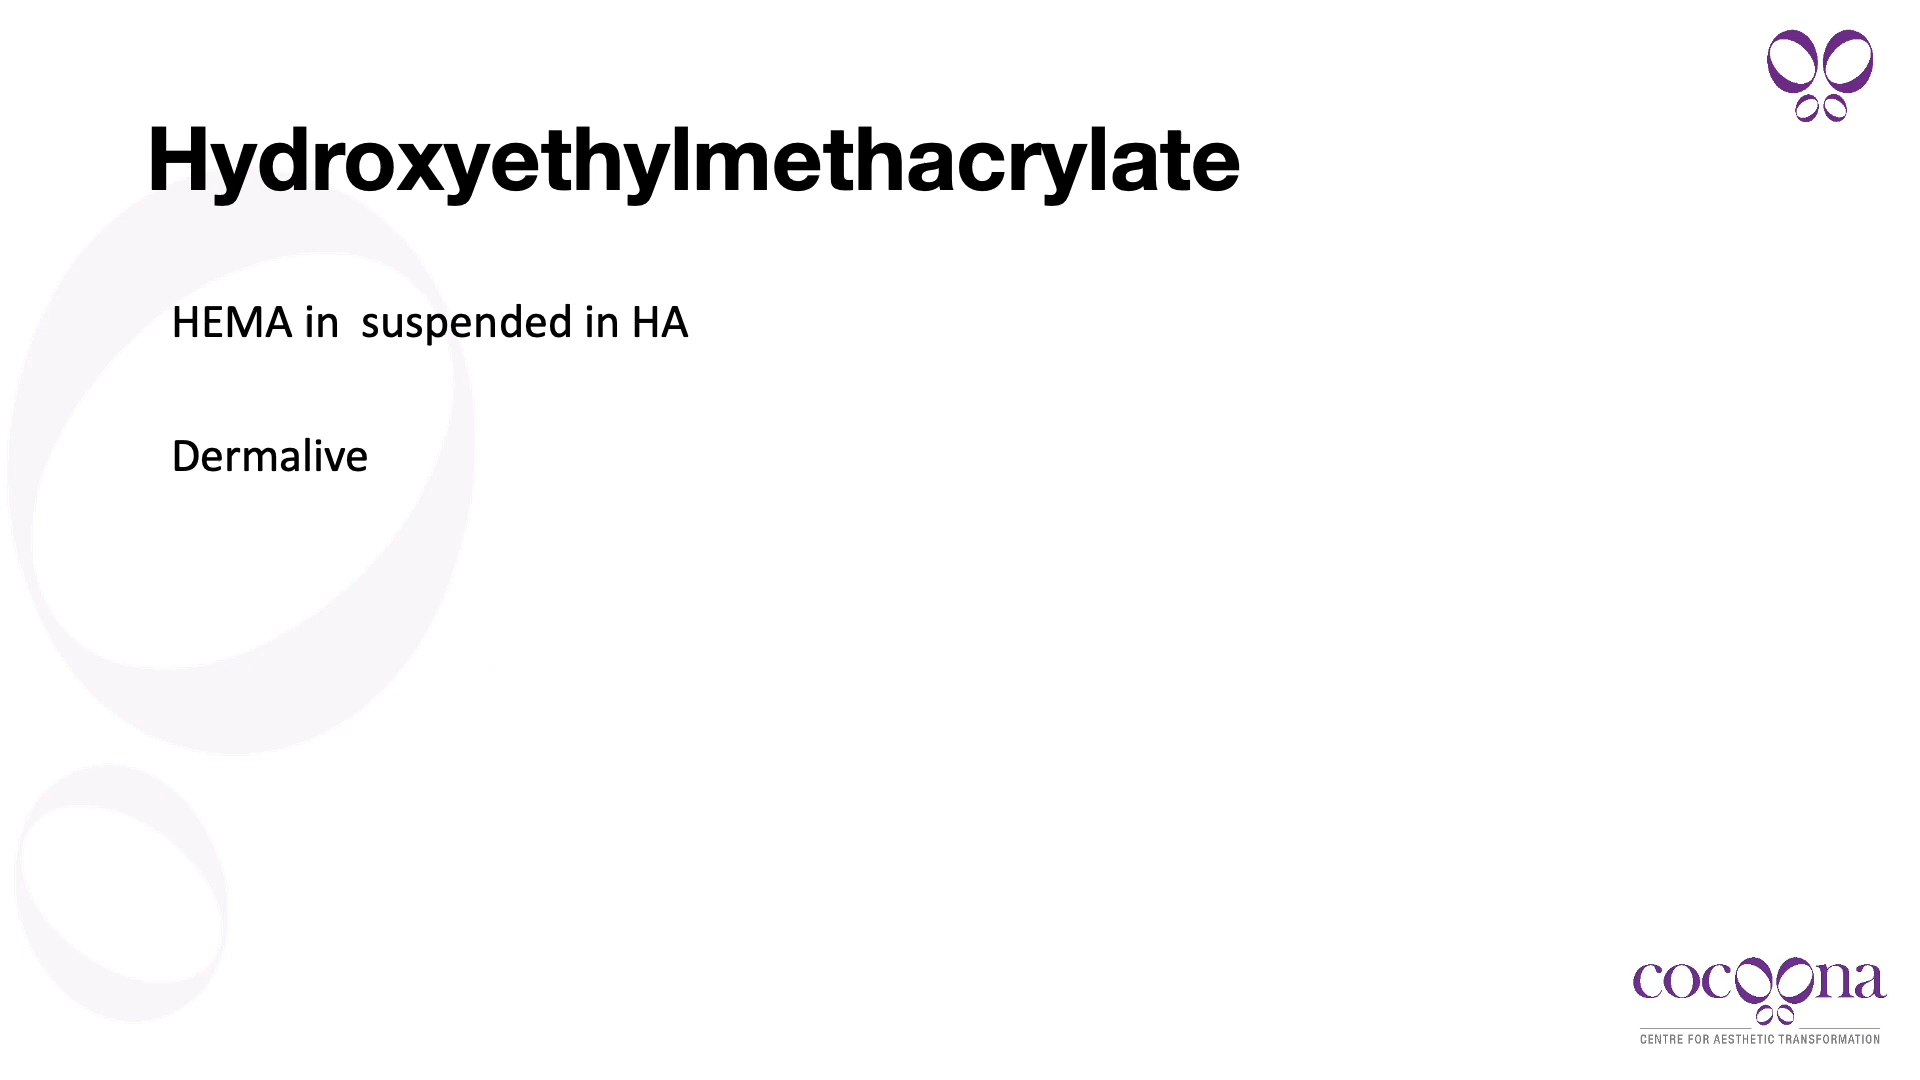 Hydroxyethylmethacrylate
HEMA in  suspended in HA
Dermalive
cocoona
CENTRE FOR AESTHETIC TRANSFORMATION